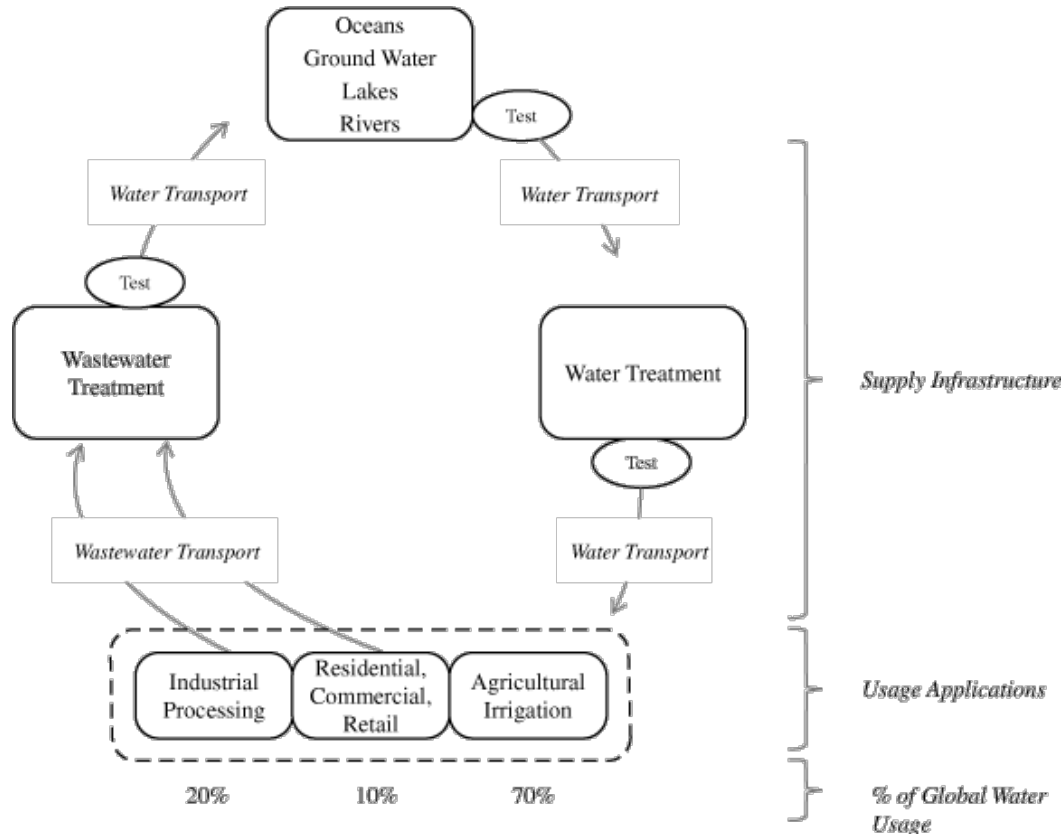 Oceans
Ground Water
Lakes
Rivers
Test
Water Transport
Water Transport
Test
Wastewater
Treatment
Water Treatment
Supply Infrastructure
Test
Wastewater Transport
Water Transport
Industrial
Processing
Residential,
Commercial,
Retail
Agricultural
Irrigation
Usage Applications
20%
10%
70%
% of Global Water
Usage